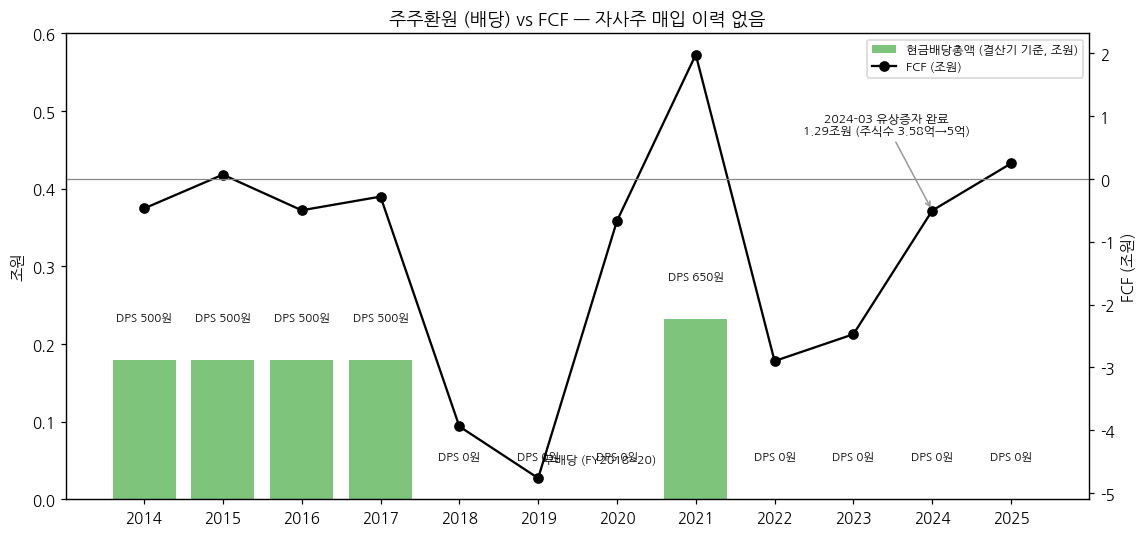 주주환원 (배당) vs FCF — 자사주 매입 이력 없음
현금배당총액 (결산기 기준, 조원)
FCF (조원)
2024-03 유상증자 완료
1.29조원 (주식수 3.58억→5억)
DPS 500원
DPS 500원
DPS 500원
DPS 500원
DPS 0원
DPS 0원
DPS 0원
DPS 650원
DPS 0원
DPS 0원
DPS 0원
DPS 0원
무배당 (FY2018~20)
조원
0.6
0.5
0.4
0.3
0.2
0.1
0.0
FCF (조원)
2
1
0
-1
-2
-3
-4
-5
2014
2015
2016
2017
2018
2019
2020
2021
2022
2023
2024
2025